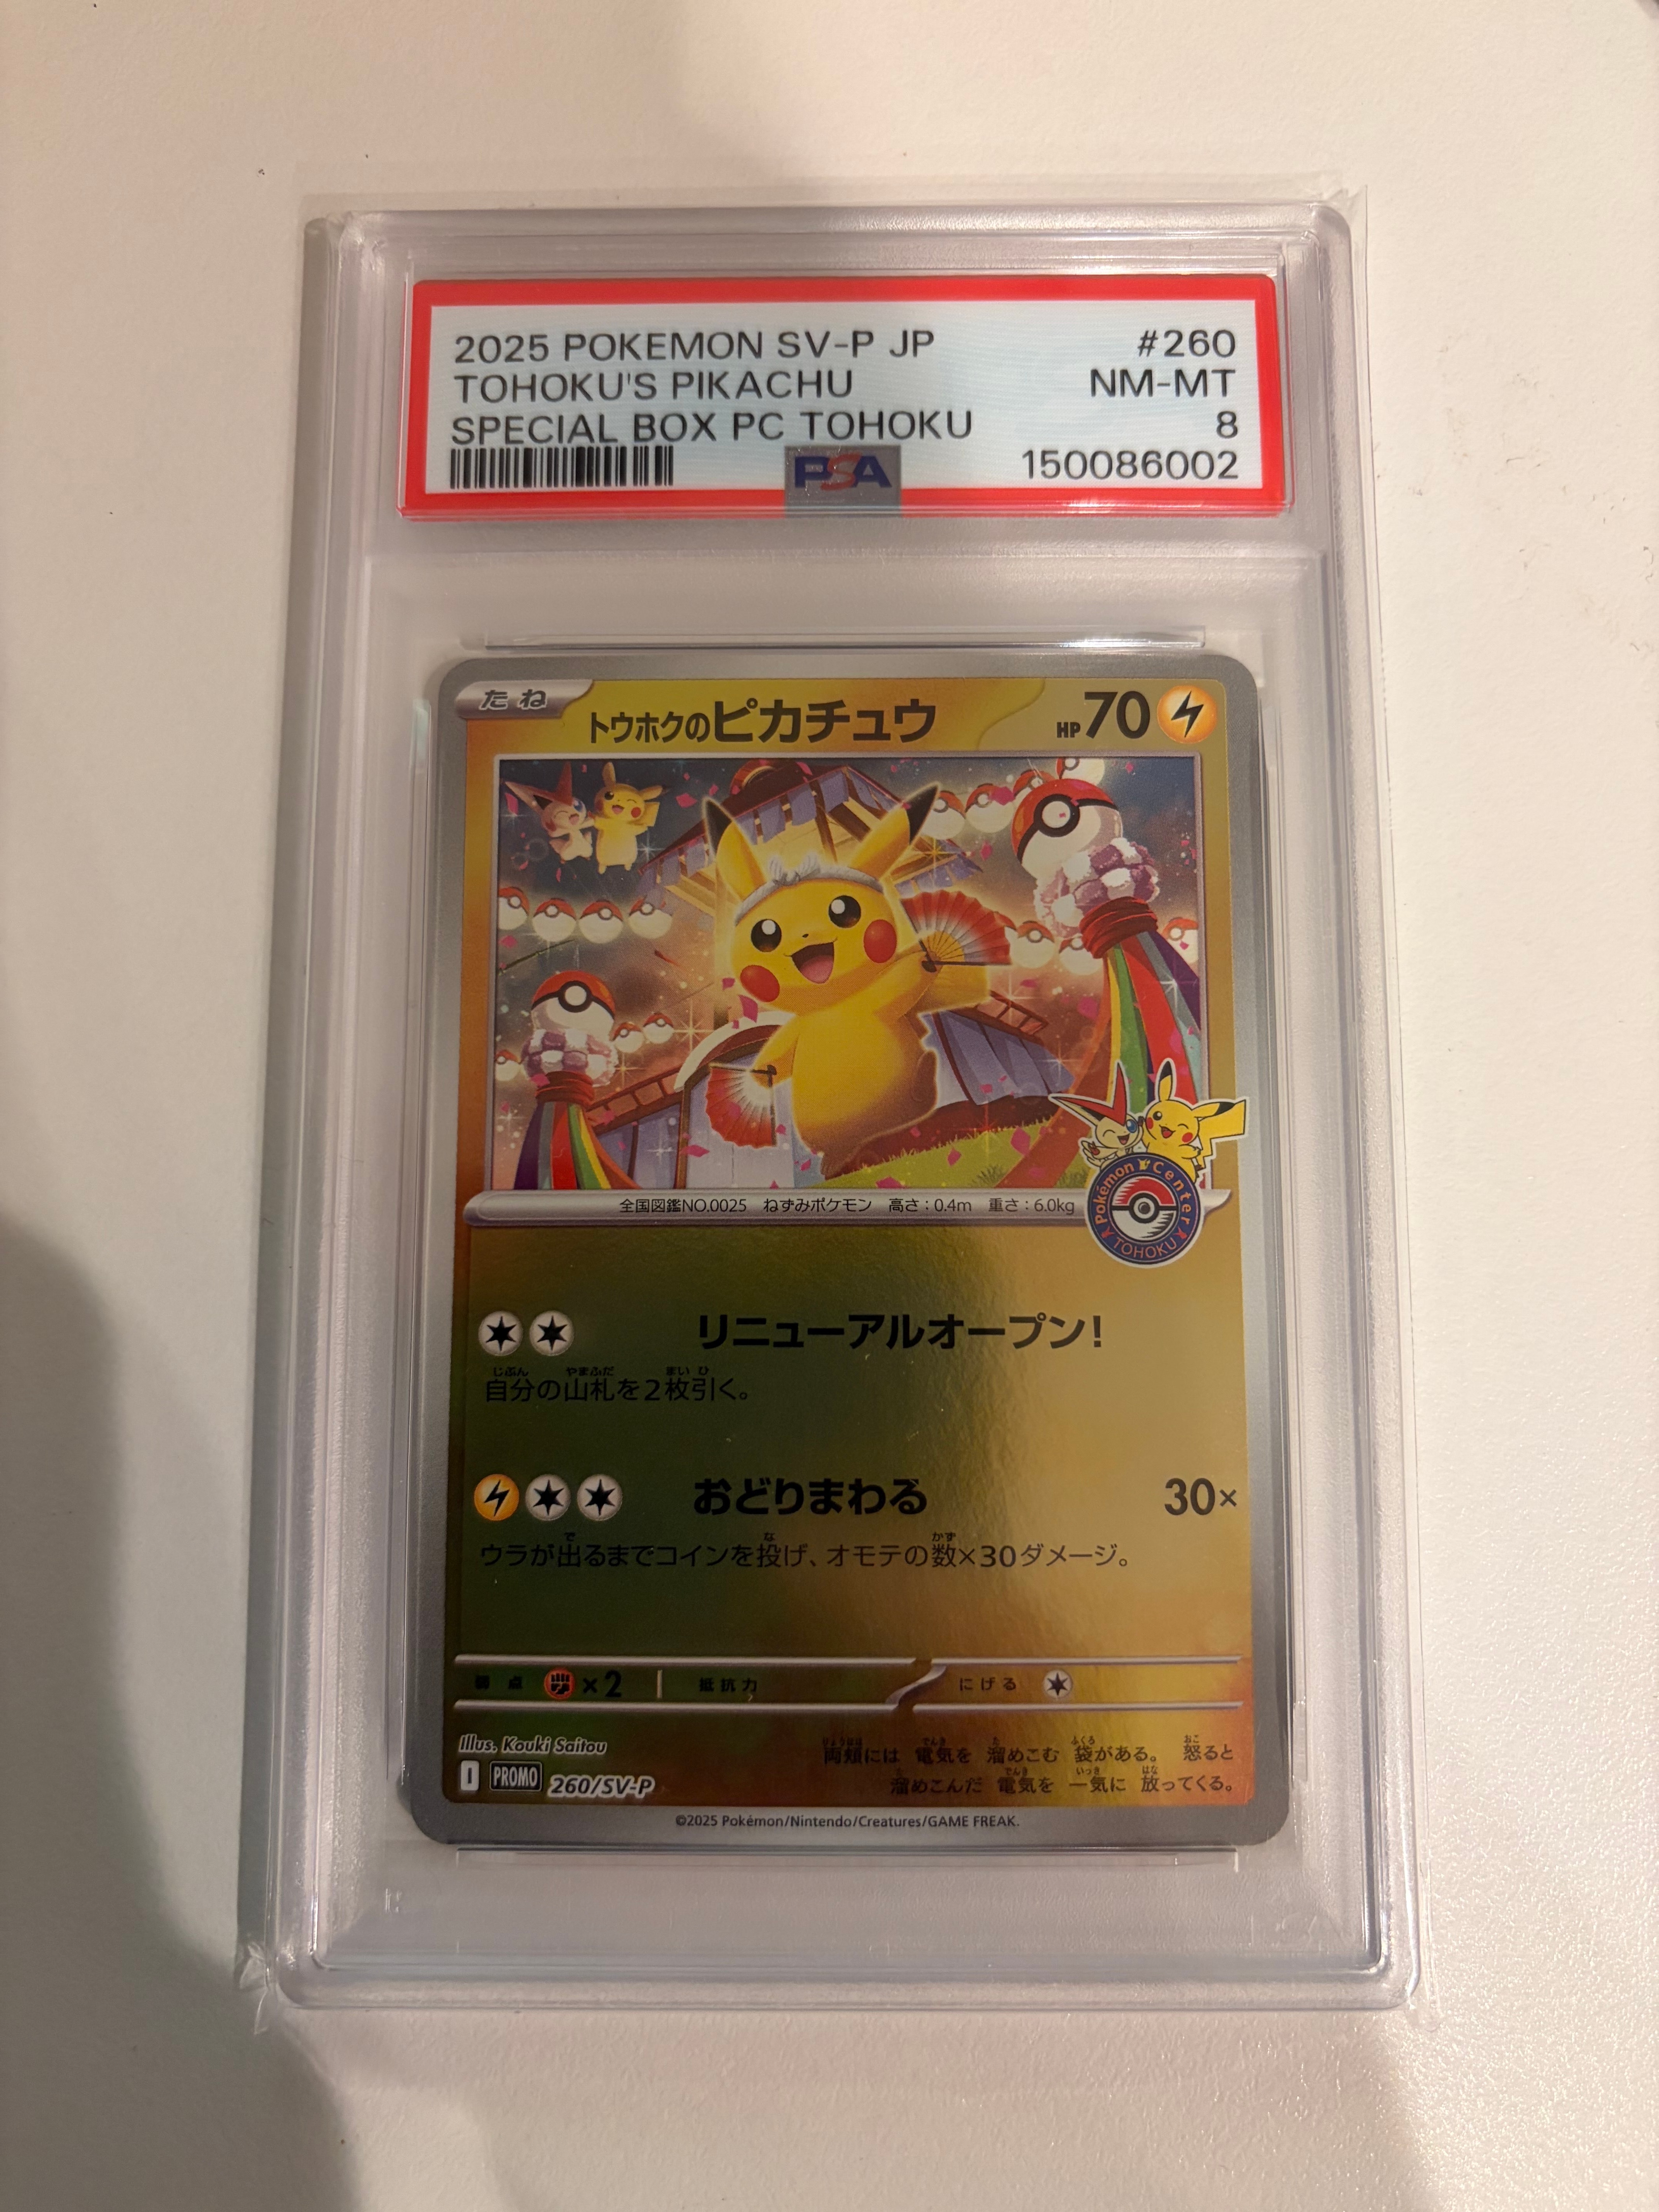 2025 POKEMON SV-P JP #260
TOHOKU'S PIKACHU NM-MT
SPECIAL BOX PC TOHOKU 8
PSA 150086002
たね トウホクのピカチュウ HP70
全国図鑑NO.0025 ねずみポケモン 高さ:0.4m 重さ:6.0kg
Pokémon Center
TOHOKU
リニューアルオープン!
自分の山札を2枚引く。
おどりまわる 30×
ウラが出るまでコインを投げ、オモテの数×30ダメージ。
弱点 ×2 抵抗力 にげる
Illus. Kouki Saitou
両頬には 電気を 溜めこむ 袋がある。 怒ると
溜めこんだ 電気を 一気に 放ってくる。
I PROMO 260/SV-P
©2025 Pokémon/Nintendo/Creatures/GAME FREAK.